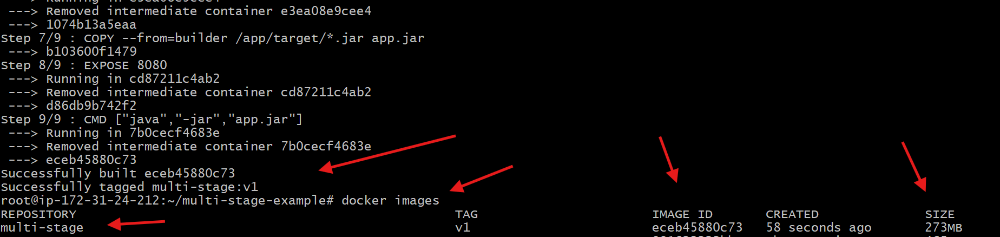 ---> Removed intermediate container e3ea08e9cee4
---> 1074b13a5eaa
Step 7/9 : COPY --from=builder /app/target/*.jar app.jar
---> b103600f1479
Step 8/9 : EXPOSE 8080
---> Running in cd87211c4ab2
---> Removed intermediate container cd87211c4ab2
---> d86db9b742f2
Step 9/9 : CMD ["java","-jar","app.jar"]
---> Running in 7b0cecf4683e
---> Removed intermediate container 7b0cecf4683e
---> eceb45880c73
Successfully built eceb45880c73
Successfully tagged multi-stage:v1
root@ip-172-31-24-212:~/multi-stage-example# docker images
REPOSITORY TAG IMAGE ID CREATED SIZE
multi-stage v1 eceb45880c73 58 seconds ago 273MB